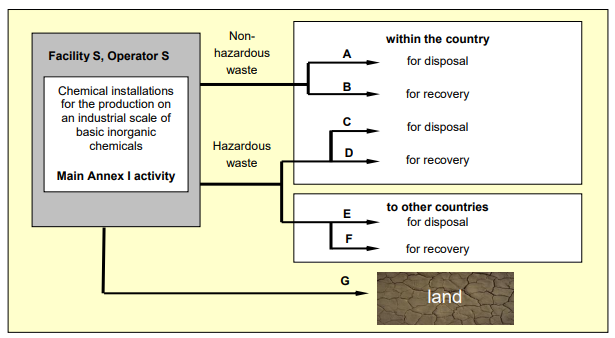 Facility S, Operator S
Chemical installations
for the production on
an industrial scale of
basic inorganic
chemicals
Main Annex I activity
Non-
hazardous
waste
Hazardous
waste
within the country
A
for disposal
B
for recovery
C
for disposal
D
for recovery
to other countries
E
for disposal
F
for recovery
G
land